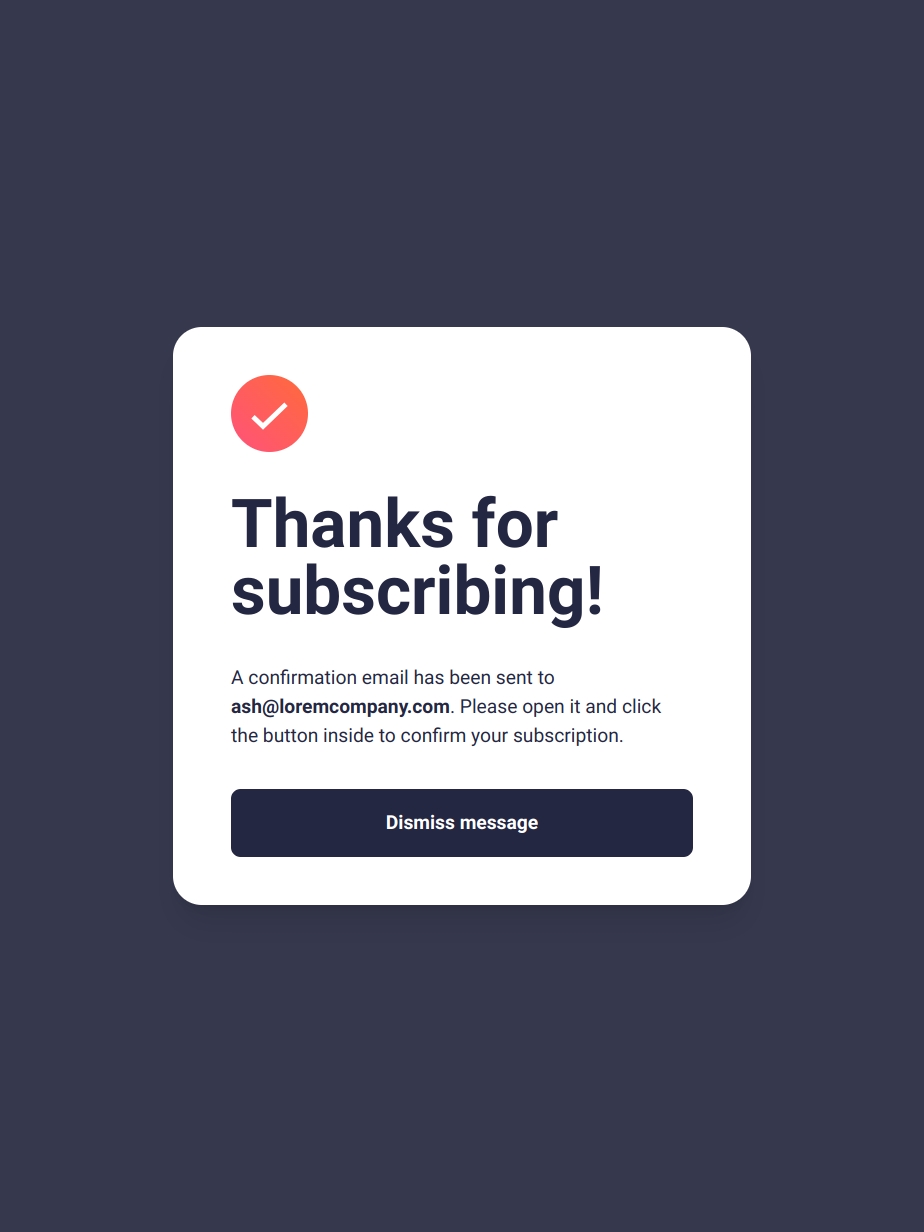 Thanks for
subscribing!
A confirmation email has been sent to
ash@loremcompany.com. Please open it and click
the button inside to confirm your subscription.
Dismiss message